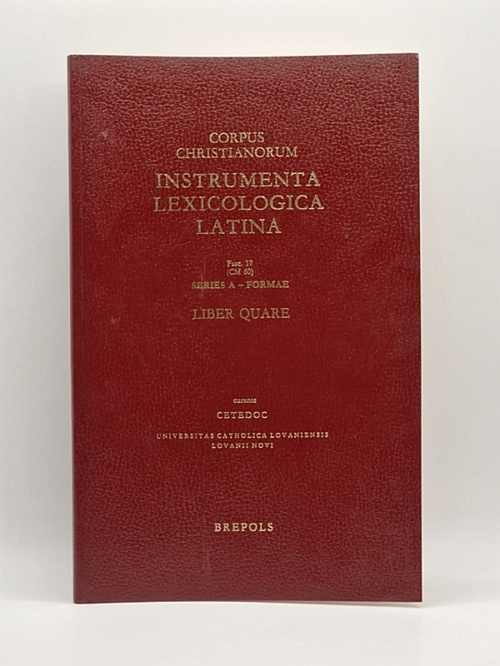 CORPUS
CHRISTIANORUM
INSTRUMENTA
LEXICOLOGICA
LATINA
Fasc. 17
(CM 60)
SERIES A – FORMAE
LIBER QUARE
curante
CETEDOC
UNIVERSITAS CATHOLICA LOVANIENSIS
LOVANII NOVI
BREPOLS